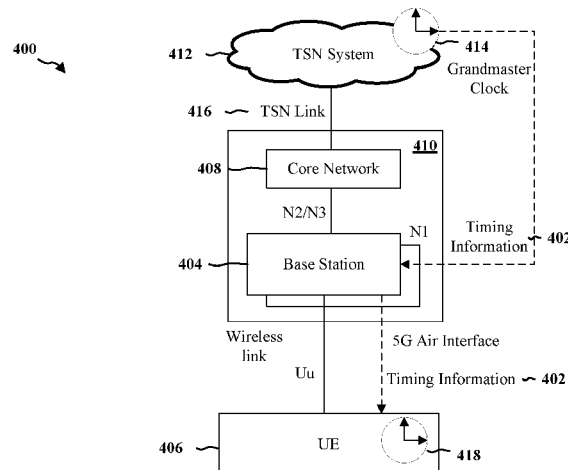 400
412
TSN System
414
Grandmaster
Clock
416
TSN Link
410
408
Core Network
N2/N3
N1
Timing
Information
402
404
Base Station
Wireless
link
5G Air Interface
Uu
Timing Information
402
406
UE
418